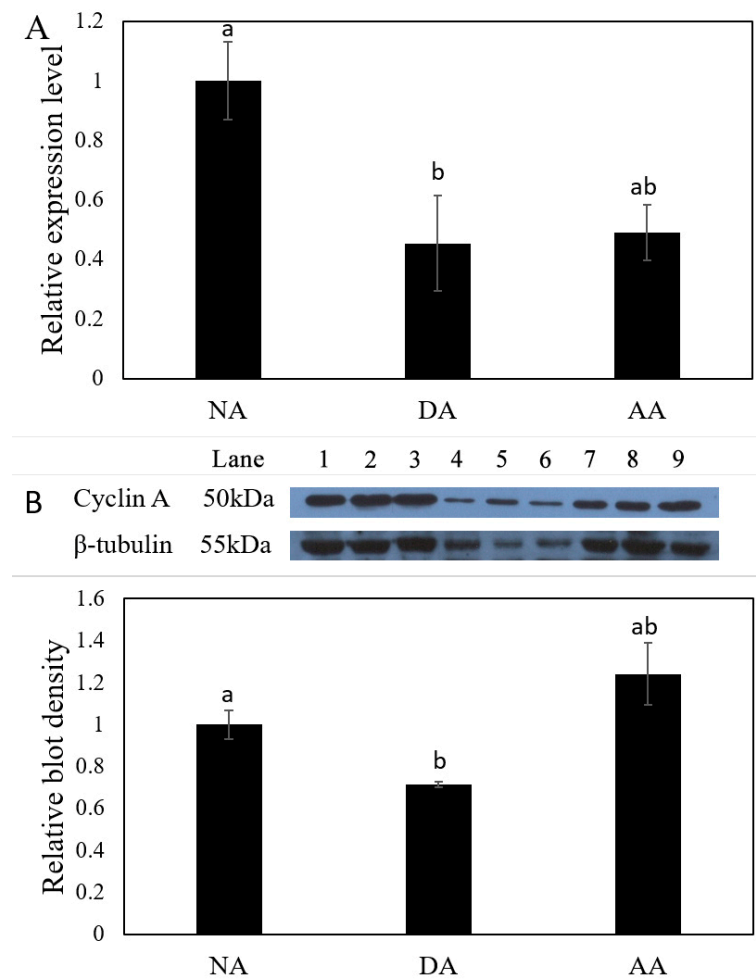 A
Relative expression level
1.2
1
0.8
0.6
0.4
0.2
0
a
b
ab
NA DA AA
Lane 1 2 3 4 5 6 7 8 9
B Cyclin A 50kDa
β-tubulin 55kDa
Relative blot density
1.6
1.4
1.2
1
0.8
0.6
0.4
0.2
0
a
b
ab
NA DA AA